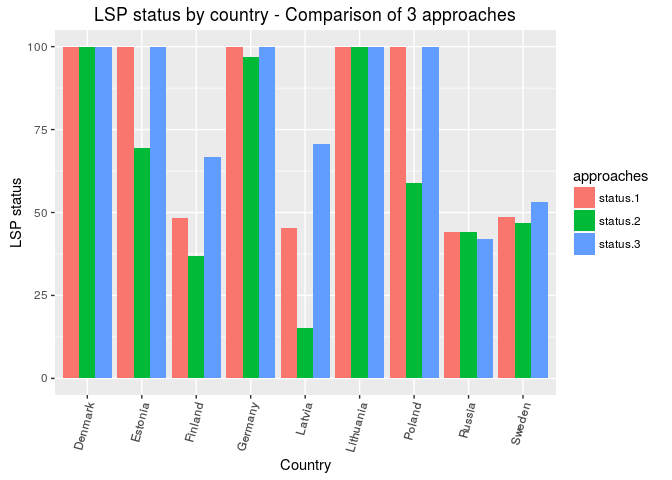 LSP status by country - Comparison of 3 approaches
100
75
50
25
0
LSP status
Denmark
Estonia
Finland
Germany
Latvia
Lithuania
Poland
Russia
Sweden
Country
approaches
status.1
status.2
status.3